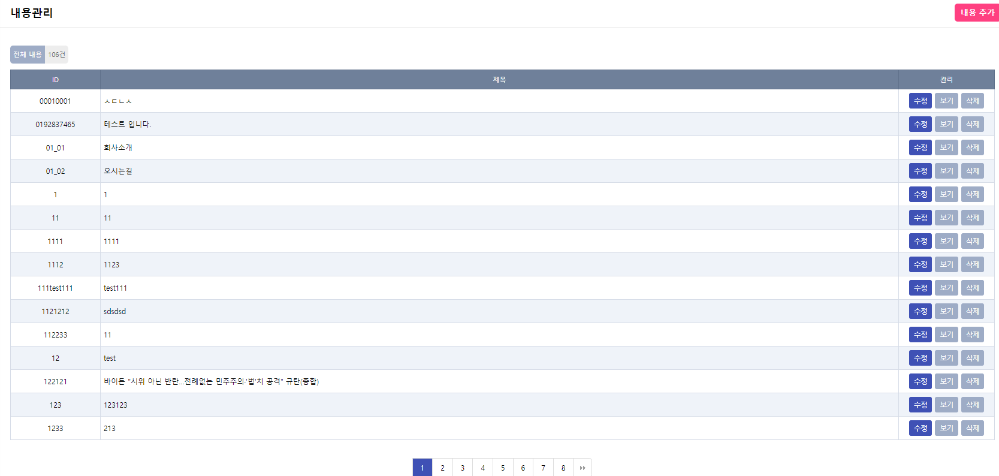 내용관리
내용 추가
전체 내용 106건
ID 제목 관리
00010001 ㅅㄷㄴㅅ 수정 보기 삭제
0192837465 테스트 입니다. 수정 보기 삭제
01_01 회사소개 수정 보기 삭제
01_02 오시는길 수정 보기 삭제
1 1 수정 보기 삭제
11 11 수정 보기 삭제
1111 1111 수정 보기 삭제
1112 1123 수정 보기 삭제
111test111 test111 수정 보기 삭제
1121212 sdsdsd 수정 보기 삭제
112233 11 수정 보기 삭제
12 test 수정 보기 삭제
122121 바이든 "시위 아닌 반란…전례없는 민주주의·'법'치 공격" 규탄(종합) 수정 보기 삭제
123 123123 수정 보기 삭제
1233 213 수정 보기 삭제
1 2 3 4 5 6 7 8